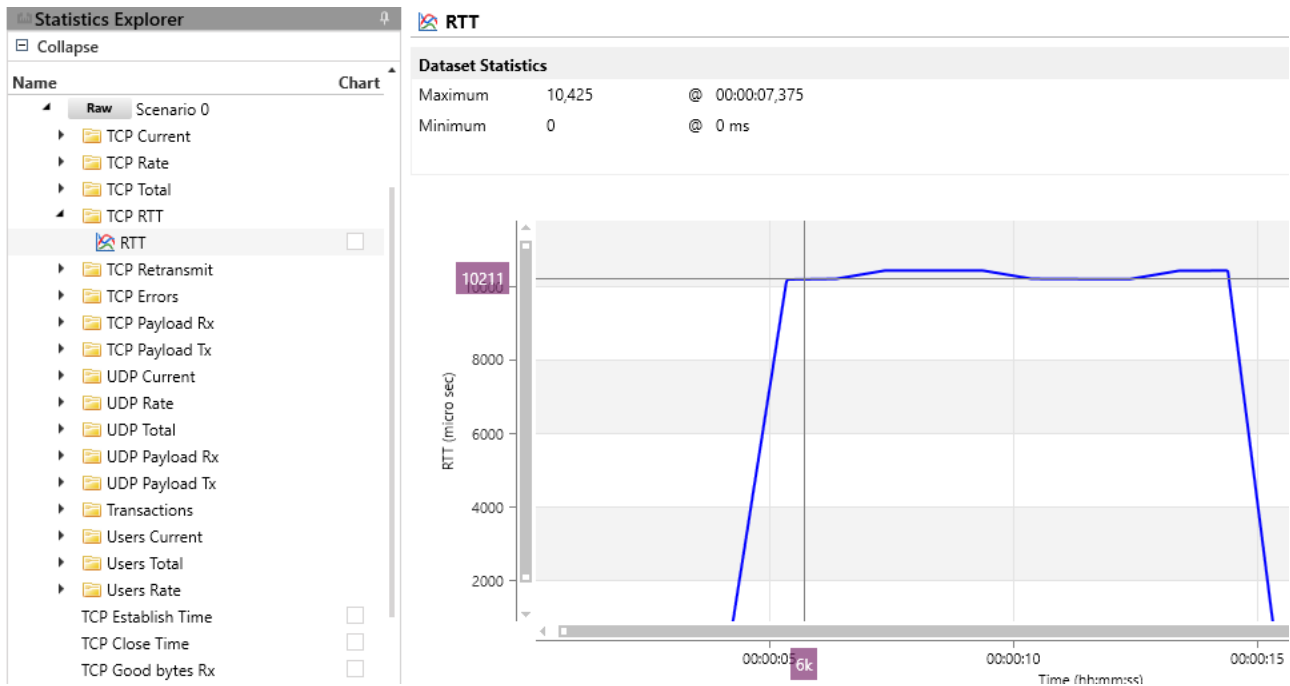 Statistics Explorer
Collapse
Name Chart
Raw Scenario 0
TCP Current
TCP Rate
TCP Total
TCP RTT
RTT
TCP Retransmit
TCP Errors
TCP Payload Rx
TCP Payload Tx
UDP Current
UDP Rate
UDP Total
UDP Payload Rx
UDP Payload Tx
Transactions
Users Current
Users Total
Users Rate
TCP Establish Time
TCP Close Time
TCP Good bytes Rx
RTT
Dataset Statistics
Maximum 10,425 @ 00:00:07,375
Minimum 0 @ 0 ms
10211
10000
8000
6000
4000
2000
RTT (micro sec)
00:00:05 00:00:10 00:00:15
6k
Time (hh:mm:ss)